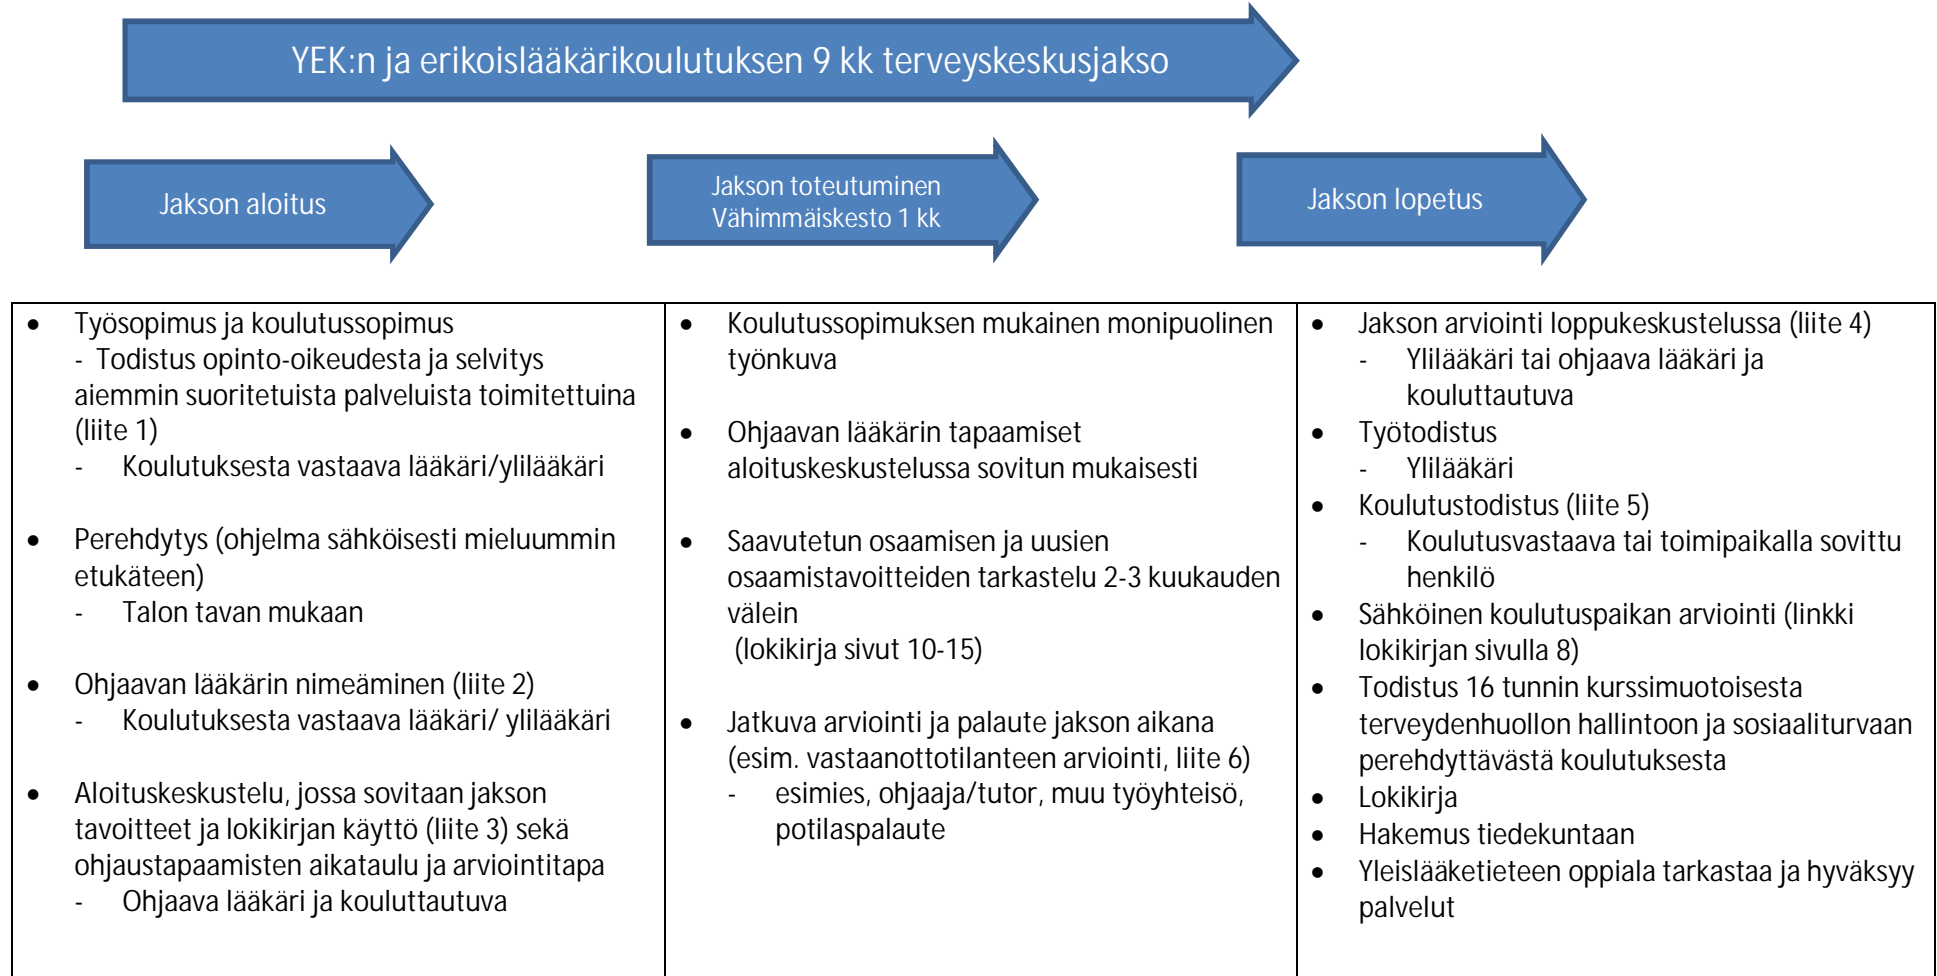 YEK:n ja erikoislääkärikoulutuksen 9 kk terveyskeskusjakso
Jakson aloitus
Jakson toteutuminen
Vähimmäiskesto 1 kk
Jakson lopetus
• Työsopimus ja koulutussopimus
- Todistus opinto-oikeudesta ja selvitys
aiemmin suoritetuista palveluista toimitettuina
(liite 1)
- Koulutuksesta vastaava lääkäri/ylilääkäri
• Perehdytys (ohjelma sähköisesti mieluummin
etukäteen)
- Talon tavan mukaan
• Ohjaavan lääkärin nimeäminen (liite 2)
- Koulutuksesta vastaava lääkäri/ ylilääkäri
• Aloituskeskustelu, jossa sovitaan jakson
tavoitteet ja lokikirjan käyttö (liite 3) sekä
ohjaustapaamisten aikataulu ja arviointitapa
- Ohjaava lääkäri ja kouluttautuva
• Koulutussopimuksen mukainen monipuolinen
työnkuva
• Ohjaavan lääkärin tapaamiset
aloituskeskustelussa sovitun mukaisesti
• Saavutetun osaamisen ja uusien
osaamistavoitteiden tarkastelu 2-3 kuukauden
välein
(lokikirja sivut 10-15)
• Jatkuva arviointi ja palaute jakson aikana
(esim. vastaanottotilanteen arviointi, liite 6)
- esimies, ohjaaja/tutor, muu työyhteisö,
potilaspalaute
• Jakson arviointi loppukeskustelussa (liite 4)
- Ylilääkäri tai ohjaava lääkäri ja
kouluttautuva
• Työtodistus
- Ylilääkäri
• Koulutustodistus (liite 5)
- Koulutusvastaava tai toimipaikalla sovittu
henkilö
• Sähköinen koulutuspaikan arviointi (linkki
lokikirjan sivulla 8)
• Todistus 16 tunnin kurssimuotoisesta
terveydenhuollon hallintoon ja sosiaaliturvaan
perehdyttävästä koulutuksesta
• Lokikirja
• Hakemus tiedekuntaan
• Yleislääketieteen oppiala tarkastaa ja hyväksyy
palvelut